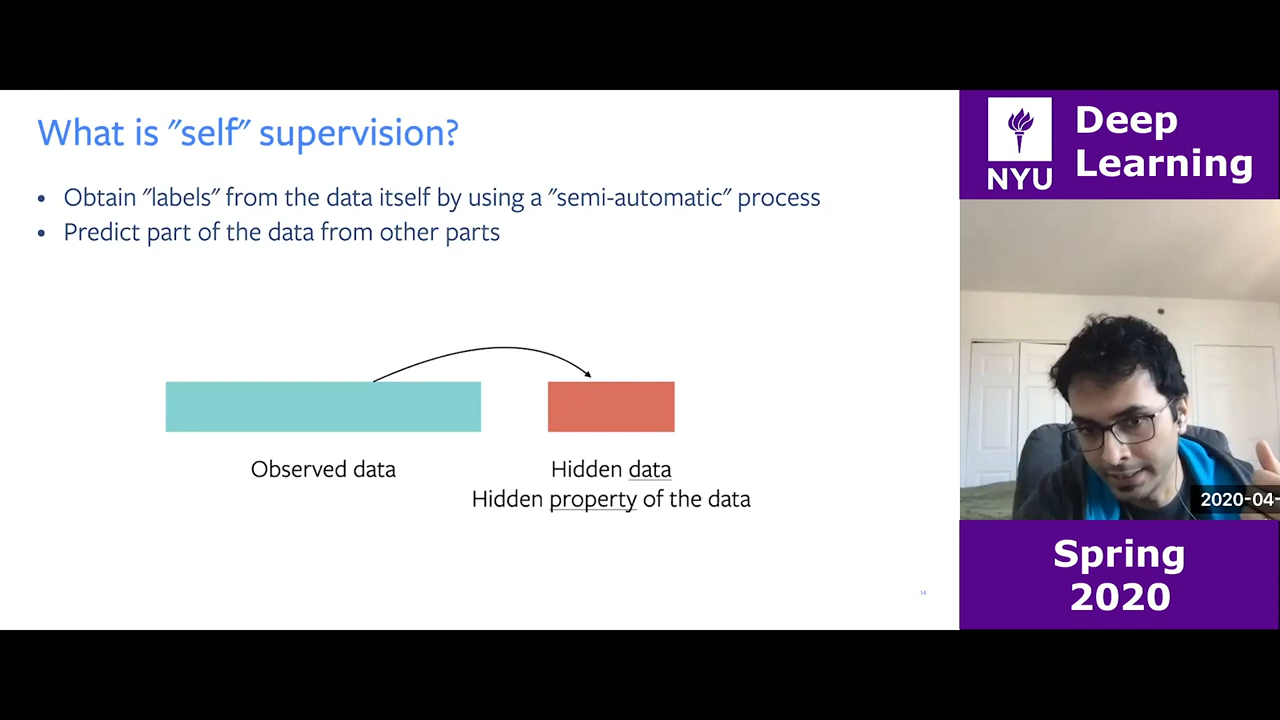 What is "self" supervision?
• Obtain "labels" from the data itself by using a "semi-automatic" process
• Predict part of the data from other parts
Observed data
Hidden data
Hidden property of the data
14
NYU
Deep
Learning
2020-04-
Spring
2020